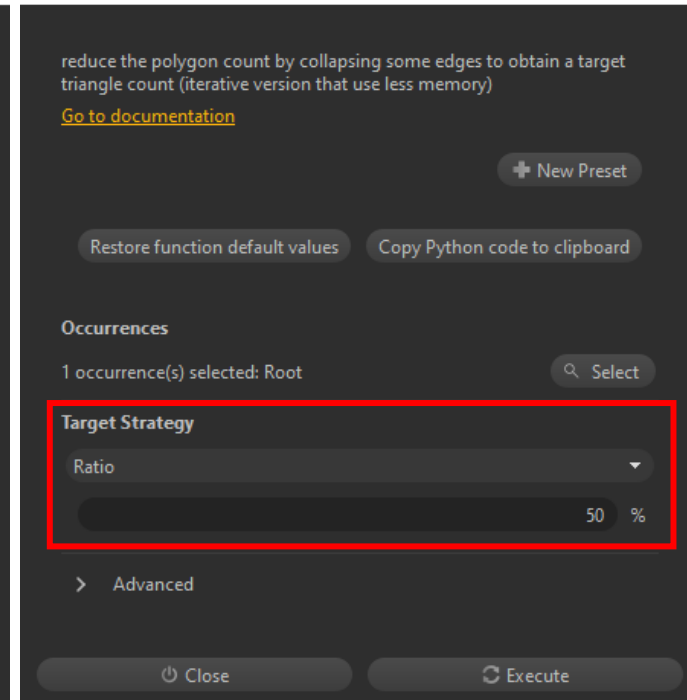 reduce the polygon count by collapsing some edges to obtain a target
triangle count (iterative version that use less memory)
Go to documentation
New Preset
Restore function default values
Copy Python code to clipboard
Occurrences
1 occurrence(s) selected: Root
Select
Target Strategy
Ratio
50 %
Advanced
Close
Execute